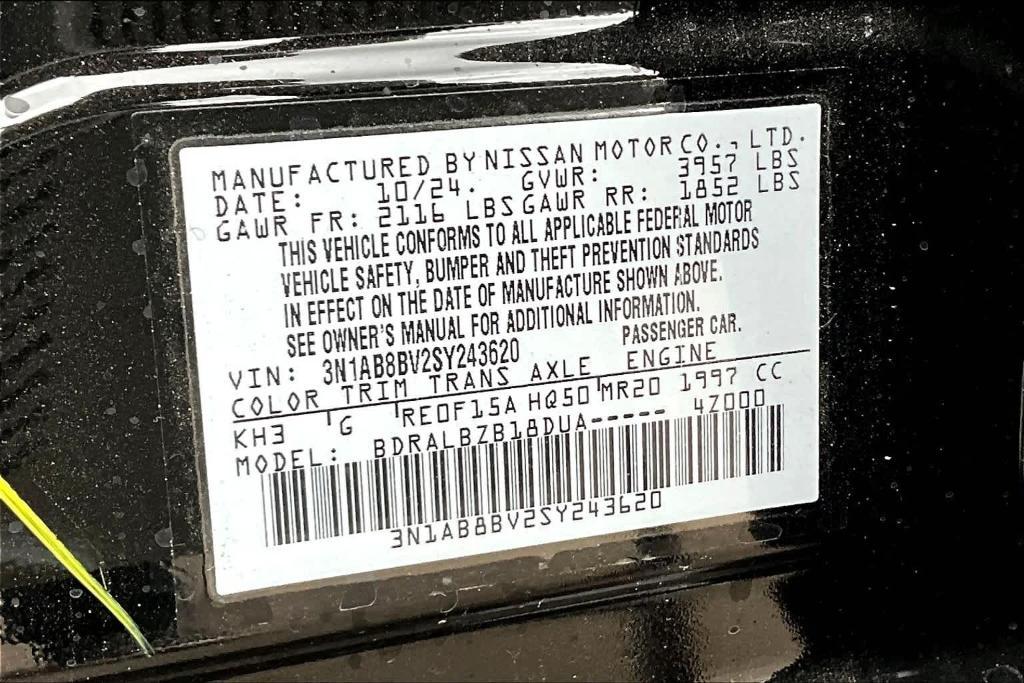 MANUFACTURED BY NISSAN MOTOR CO., LTD.
DATE: 10/24. GVWR: 3957 LBS
GAWR FR: 2116 LBS GAWR RR: 1852 LBS
THIS VEHICLE CONFORMS TO ALL APPLICABLE FEDERAL MOTOR
VEHICLE SAFETY, BUMPER AND THEFT PREVENTION STANDARDS
IN EFFECT ON THE DATE OF MANUFACTURE SHOWN ABOVE.
SEE OWNER'S MANUAL FOR ADDITIONAL INFORMATION.
VIN: 3N1AB8BV2SY243620 PASSENGER CAR.
COLOR TRIM TRANS AXLE ENGINE
KH3 G RE0F15A HQ50 MR20 1997 CC
MODEL: BDRALBZB18DUA----- 4Z000
3N1AB8BV2SY243620